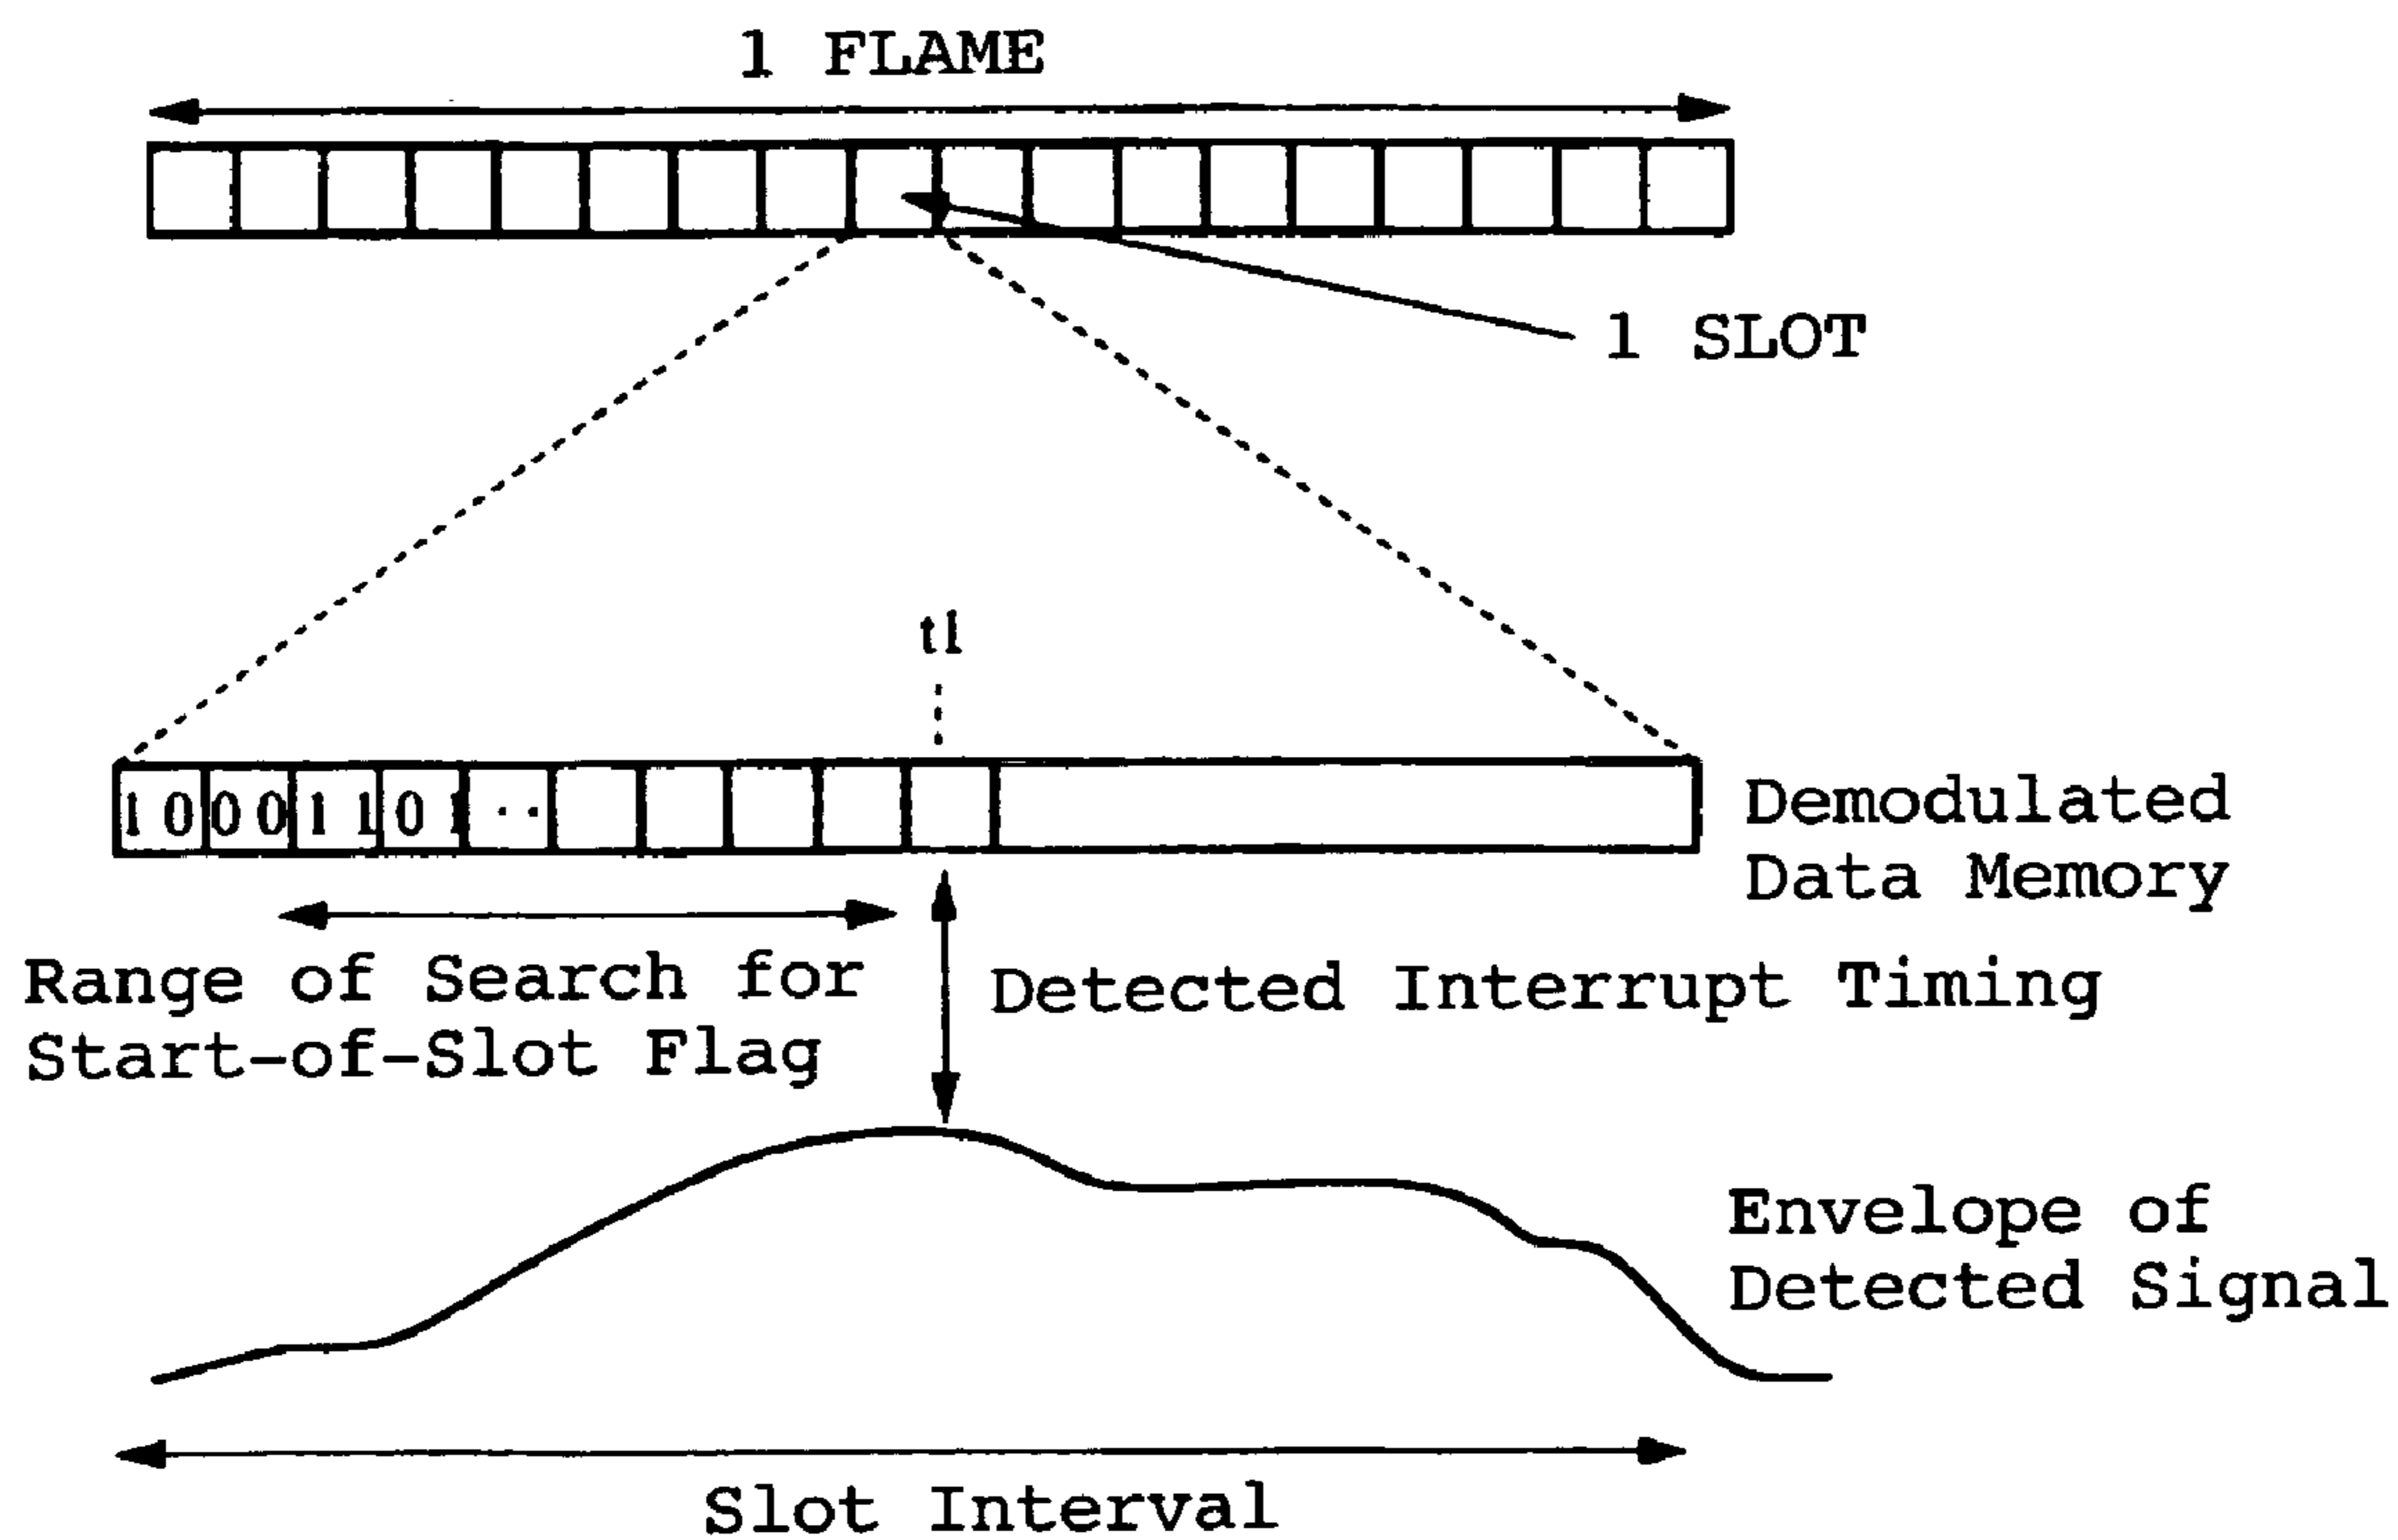 1 FLAME
1 SLOT
t1
1 0 0 0 1 1 0 1 ··
Demodulated
Data Memory
Range of Search for
Start-of-Slot Flag
Detected Interrupt Timing
Envelope of
Detected Signal
Slot Interval